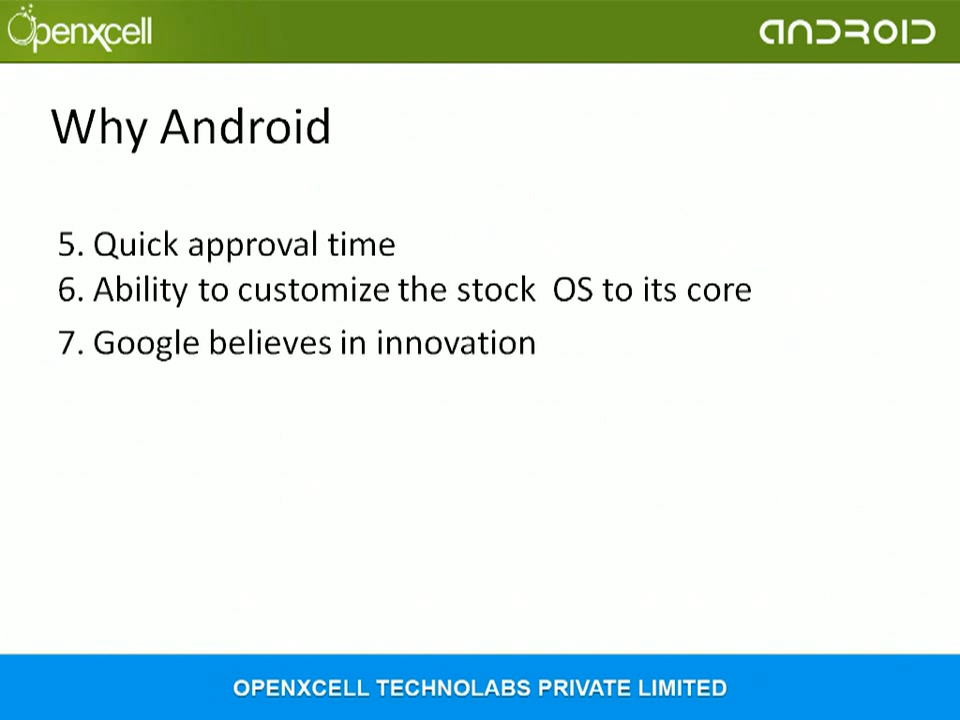 Openxcell
ANDROID
Why Android
5. Quick approval time
6. Ability to customize the stock  OS to its core
7. Google believes in innovation
OPENXCELL TECHNOLABS PRIVATE LIMITED